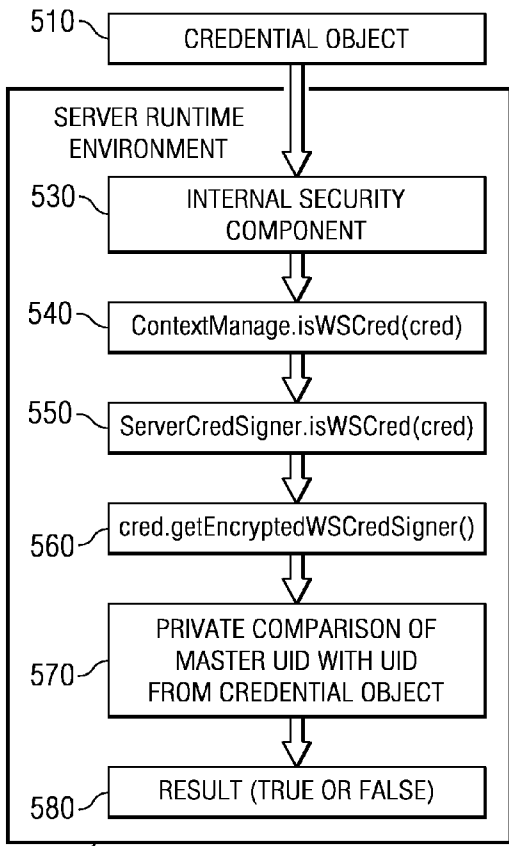 510
CREDENTIAL OBJECT
SERVER RUNTIME
ENVIRONMENT
530
INTERNAL SECURITY
COMPONENT
540
ContextManage.isWSCred(cred)
550
ServerCredSigner.isWSCred(cred)
560
cred.getEncryptedWSCredSigner()
570
PRIVATE COMPARISON OF
MASTER UID WITH UID
FROM CREDENTIAL OBJECT
580
RESULT (TRUE OR FALSE)